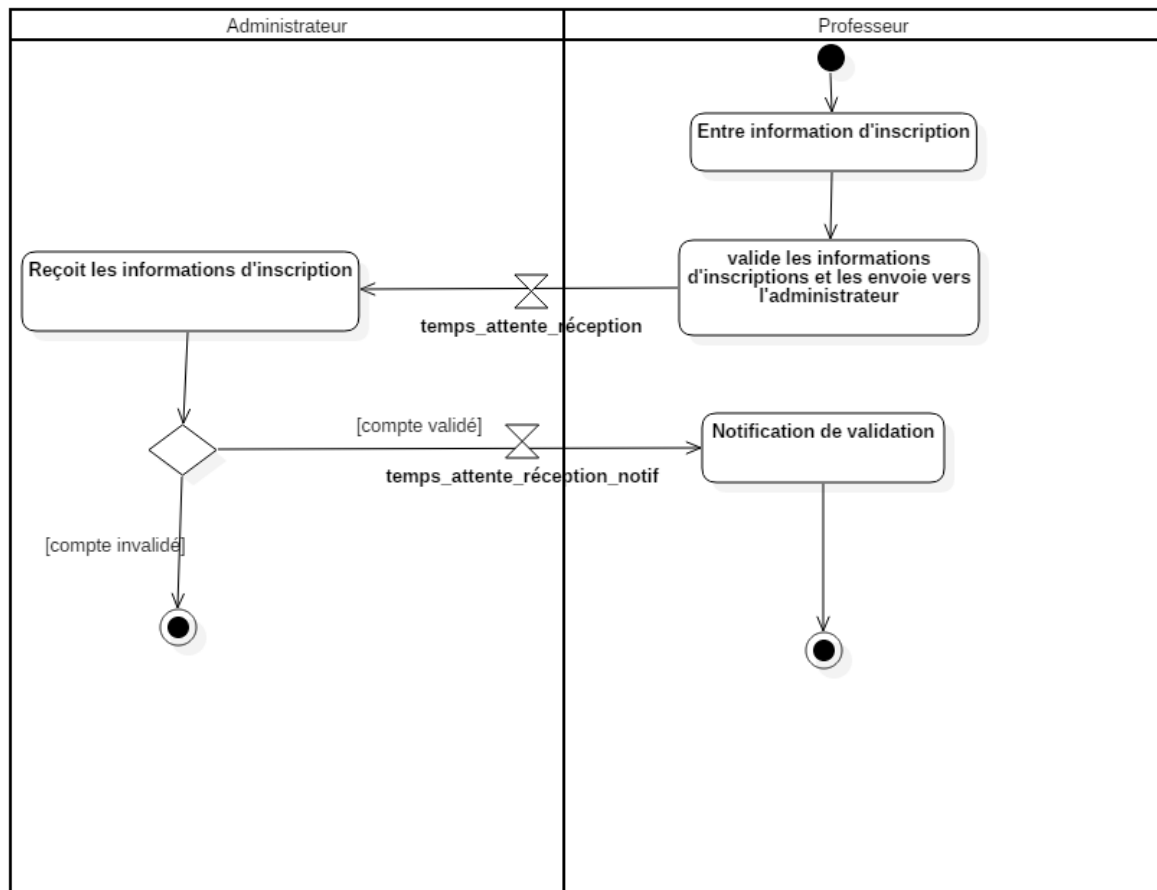 Administrateur
Professeur
Entre information d'inscription
valide les informations
d'inscriptions et les envoie vers
l'administrateur
Reçoit les informations d'inscription
temps_attente_réception
[compte validé]
temps_attente_réception_notif
Notification de validation
[compte invalidé]